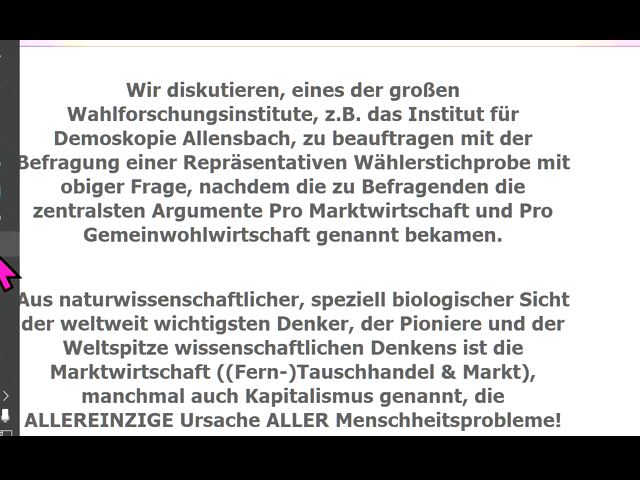 Wir diskutieren, eines der großen
Wahlforschungsinstitute, z.B. das Institut für
Demoskopie Allensbach, zu beauftragen mit der
Befragung einer Repräsentativen Wählerstichprobe mit
obiger Frage, nachdem die zu Befragenden die
zentralsten Argumente Pro Marktwirtschaft und Pro
Gemeinwohlwirtschaft genannt bekamen.
Aus naturwissenschaftlicher, speziell biologischer Sicht
der weltweit wichtigsten Denker, der Pioniere und der
Weltspitze wissenschaftlichen Denkens ist die
Marktwirtschaft ((Fern-)Tauschhandel & Markt),
manchmal auch Kapitalismus genannt, die
ALLEREINZIGE Ursache ALLER Menschheitsprobleme!